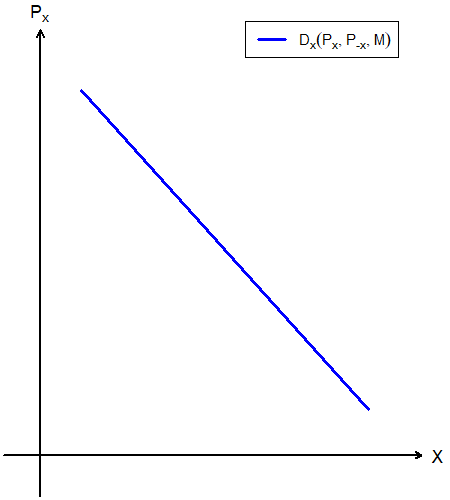 Pₓ
Dₓ(Pₓ, P₋ₓ, M)
X